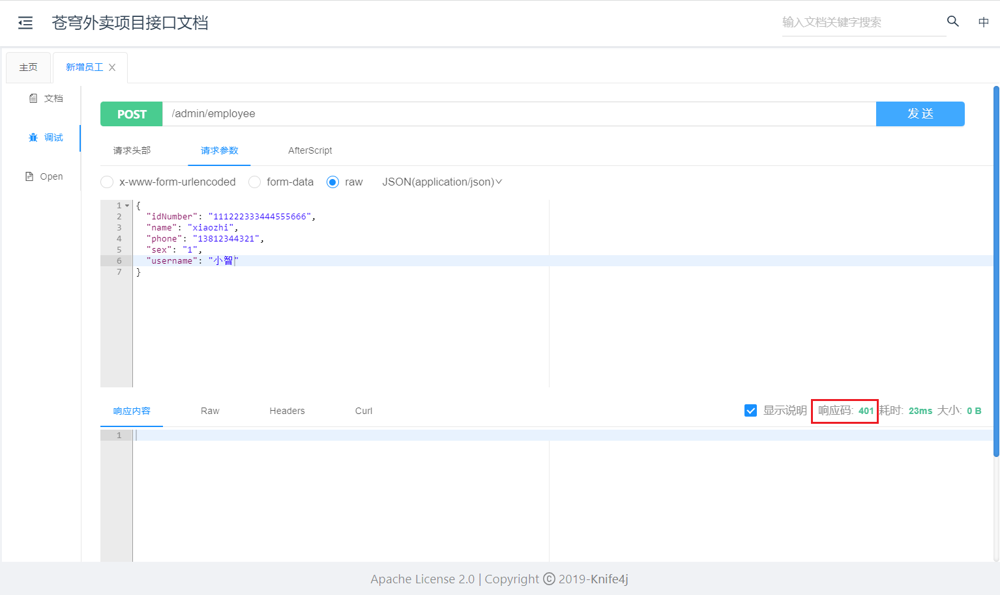 苍穹外卖项目接口文档
输入文档关键字搜索
中
主页
新增员工
文档
调试
Open
POST /admin/employee 发送
请求头部 请求参数 AfterScript
x-www-form-urlencoded form-data raw JSON(application/json)
1 {
2 "idNumber": "111222333444555666",
3 "name": "xiaozhi",
4 "phone": "13812344321",
5 "sex": "1",
6 "username": "小智"
7 }
响应内容 Raw Headers Curl 显示说明 响应码: 401 耗时: 23ms 大小: 0 B
1
Apache License 2.0 | Copyright © 2019-Knife4j